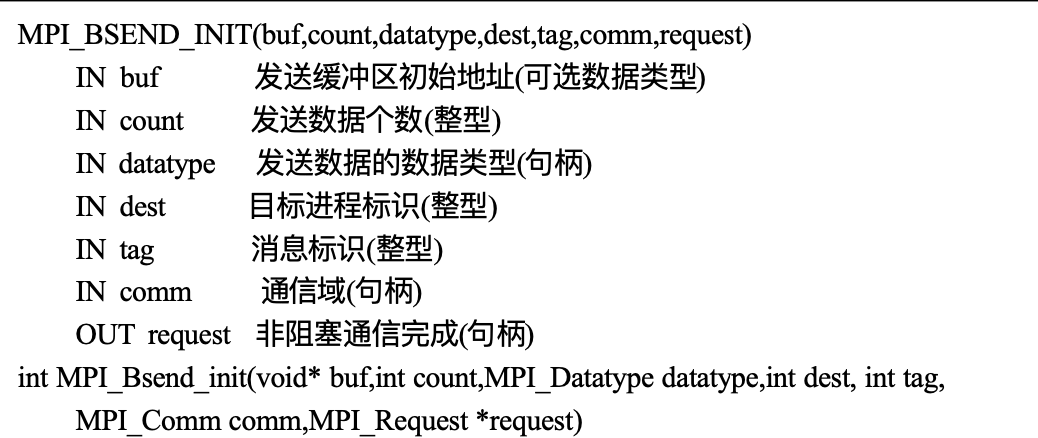 MPI_BSEND_INIT(buf,count,datatype,dest,tag,comm,request)
IN buf 发送缓冲区初始地址(可选数据类型)
IN count 发送数据个数(整型)
IN datatype 发送数据的数据类型(句柄)
IN dest 目标进程标识(整型)
IN tag 消息标识(整型)
IN comm 通信域(句柄)
OUT request 非阻塞通信完成(句柄)
int MPI_Bsend_init(void* buf,int count,MPI_Datatype datatype,int dest, int tag,
MPI_Comm comm,MPI_Request *request)